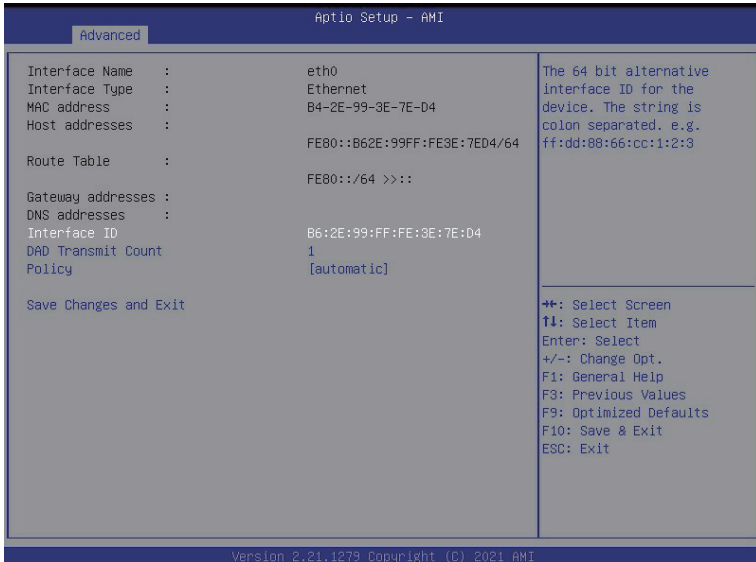 Aptio Setup – AMI
Advanced
Interface Name :
eth0
Interface Type :
Ethernet
MAC address :
B4-2E-99-3E-7E-D4
Host addresses :
FE80::B62E:99FF:FE3E:7ED4/64
Route Table :
FE80::/64 >>::
Gateway addresses :
DNS addresses :
Interface ID
B6:2E:99:FF:FE:3E:7E:D4
DAD Transmit Count
1
Policy
[automatic]
Save Changes and Exit
The 64 bit alternative
interface ID for the
device. The string is
colon separated. e.g.
ff:dd:88:66:cc:1:2:3
→←: Select Screen
↑↓: Select Item
Enter: Select
+/-: Change Opt.
F1: General Help
F3: Previous Values
F9: Optimized Defaults
F10: Save & Exit
ESC: Exit
Version 2.21.1279 Copyright (C) 2021 AMI